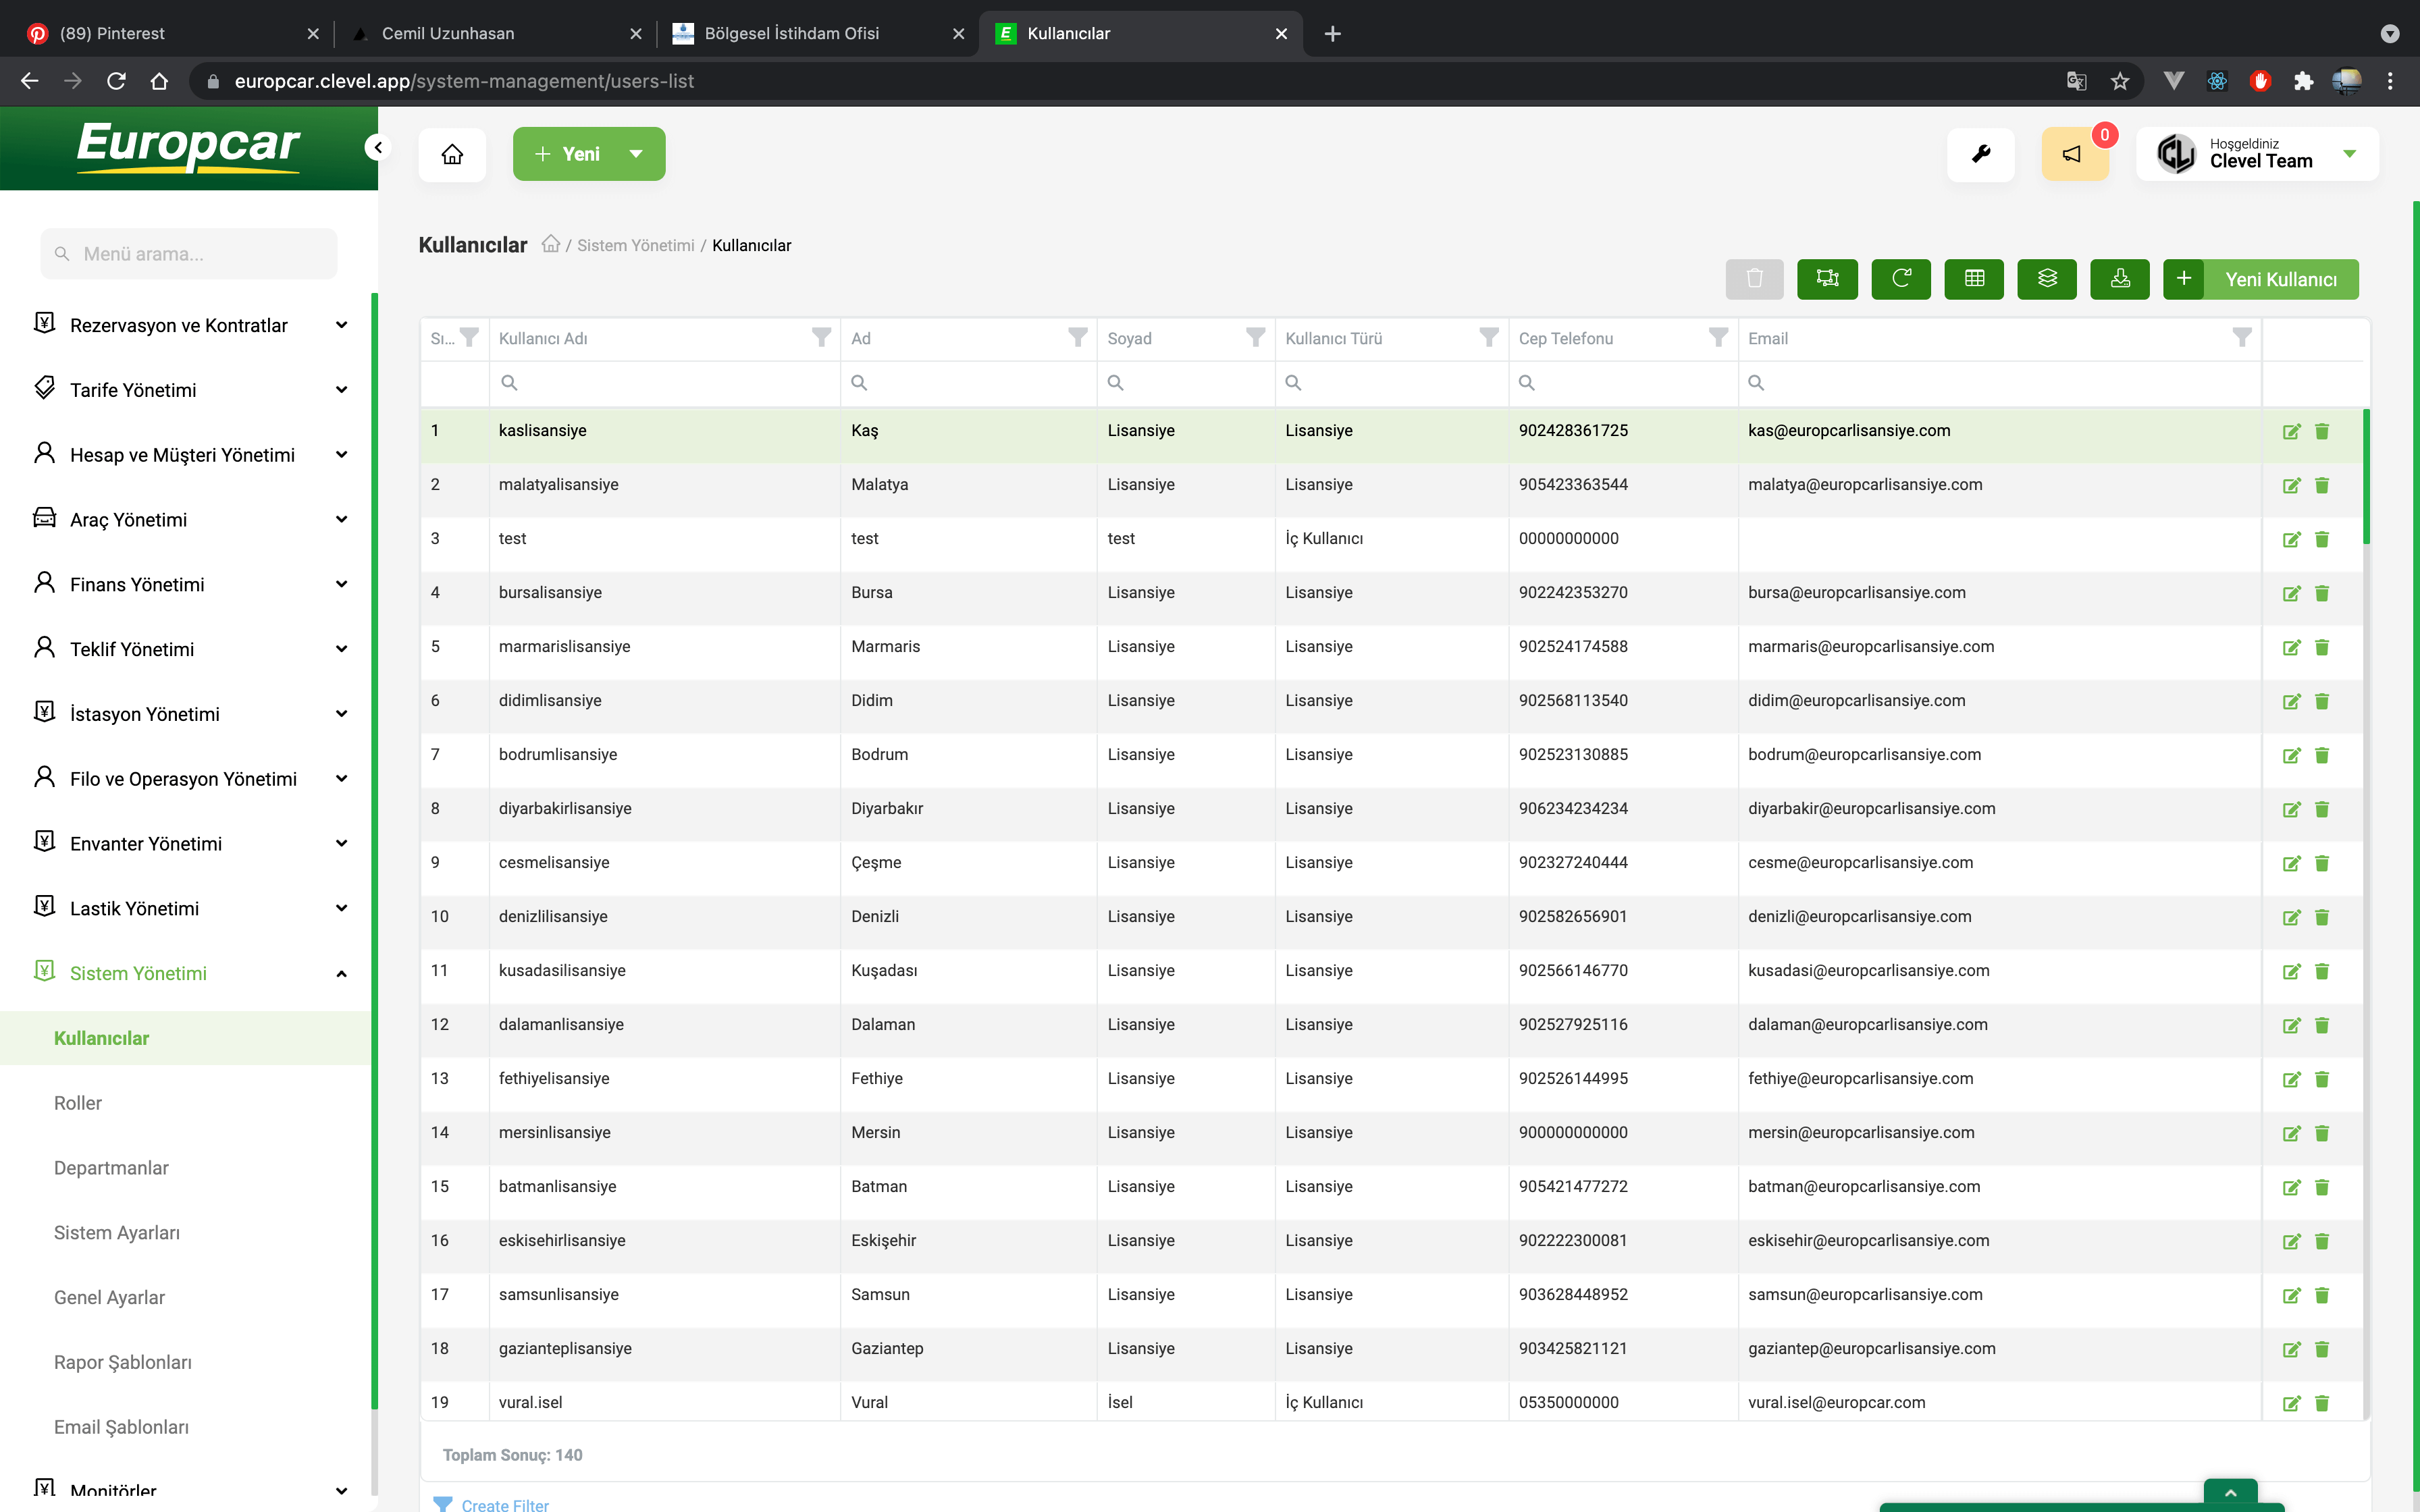 (89) Pinterest
Cemil Uzunhasan
Bölgesel İstihdam Ofisi
Kullanıcılar
europcar.clevel.app/system-management/users-list
Europcar
Yeni
0
Hoşgeldiniz
Clevel Team
Menü arama...
Rezervasyon ve Kontratlar
Tarife Yönetimi
Hesap ve Müşteri Yönetimi
Araç Yönetimi
Finans Yönetimi
Teklif Yönetimi
İstasyon Yönetimi
Filo ve Operasyon Yönetimi
Envanter Yönetimi
Lastik Yönetimi
Sistem Yönetimi
Kullanıcılar
Roller
Departmanlar
Sistem Ayarları
Genel Ayarlar
Rapor Şablonları
Email Şablonları
Monitörler
Kullanıcılar / Sistem Yönetimi / Kullanıcılar
Yeni Kullanıcı
Sı... Kullanıcı Adı Ad Soyad Kullanıcı Türü Cep Telefonu Email
1 kaslisansiye Kaş Lisansiye Lisansiye 902428361725 kas@europcarlisansiye.com
2 malatyalisansiye Malatya Lisansiye Lisansiye 905423363544 malatya@europcarlisansiye.com
3 test test test İç Kullanıcı 00000000000
4 bursalisansiye Bursa Lisansiye Lisansiye 902242353270 bursa@europcarlisansiye.com
5 marmarislisansiye Marmaris Lisansiye Lisansiye 902524174588 marmaris@europcarlisansiye.com
6 didimlisansiye Didim Lisansiye Lisansiye 902568113540 didim@europcarlisansiye.com
7 bodrumlisansiye Bodrum Lisansiye Lisansiye 902523130885 bodrum@europcarlisansiye.com
8 diyarbakirlisansiye Diyarbakır Lisansiye Lisansiye 906234234234 diyarbakir@europcarlisansiye.com
9 cesmelisansiye Çeşme Lisansiye Lisansiye 902327240444 cesme@europcarlisansiye.com
10 denizlilisansiye Denizli Lisansiye Lisansiye 902582656901 denizli@europcarlisansiye.com
11 kusadasilisansiye Kuşadası Lisansiye Lisansiye 902566146770 kusadasi@europcarlisansiye.com
12 dalamanlisansiye Dalaman Lisansiye Lisansiye 902527925116 dalaman@europcarlisansiye.com
13 fethiyelisansiye Fethiye Lisansiye Lisansiye 902526144995 fethiye@europcarlisansiye.com
14 mersinlisansiye Mersin Lisansiye Lisansiye 900000000000 mersin@europcarlisansiye.com
15 batmanlisansiye Batman Lisansiye Lisansiye 905421477272 batman@europcarlisansiye.com
16 eskisehirlisansiye Eskişehir Lisansiye Lisansiye 902222300081 eskisehir@europcarlisansiye.com
17 samsunlisansiye Samsun Lisansiye Lisansiye 903628448952 samsun@europcarlisansiye.com
18 gazianteplisansiye Gaziantep Lisansiye Lisansiye 903425821121 gaziantep@europcarlisansiye.com
19 vural.isel Vural İsel İç Kullanıcı 05350000000 vural.isel@europcar.com
Toplam Sonuç: 140
Create Filter